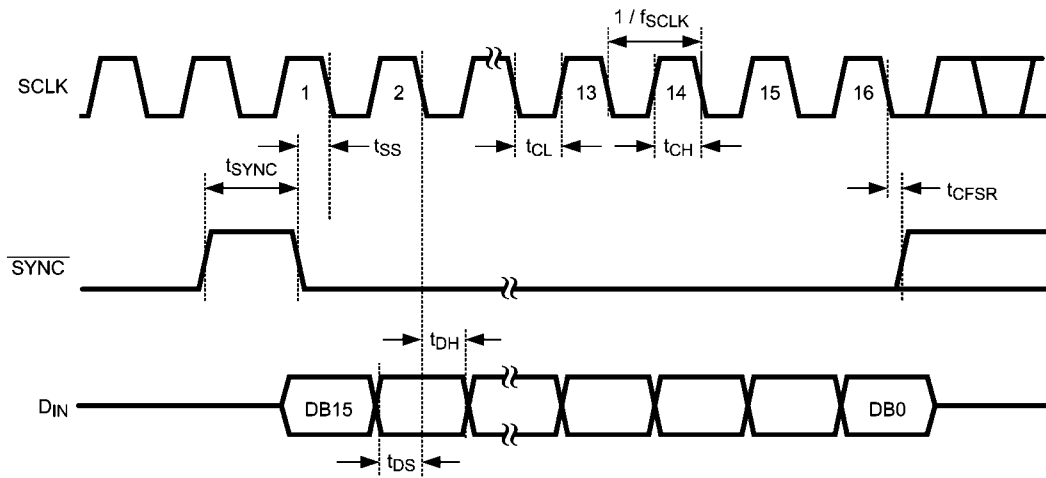 1 / fSCLK
SCLK
1
2
13
14
15
16
tSS
tCL
tCH
tSYNC
tCFSR
SYNC
tDH
DIN
DB15
DB0
tDS